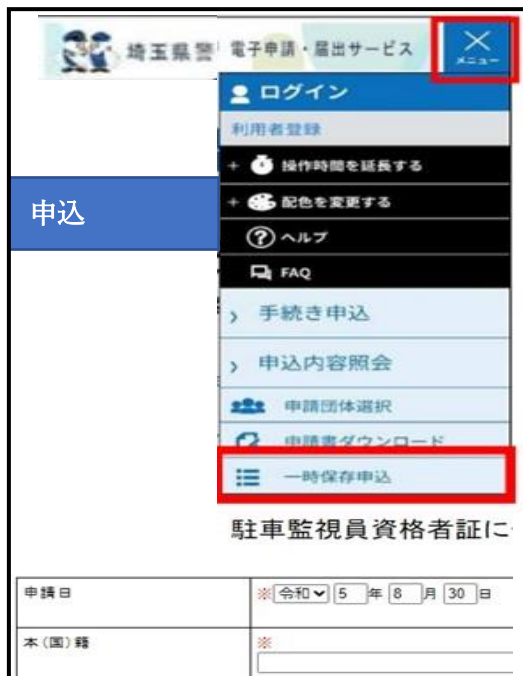 埼玉県警
電子申請・届出サービス
メニュー
ログイン
利用者登録
申込
+ 操作時間を延長する
+ 配色を変更する
ヘルプ
FAQ
› 手続き申込
› 申込内容照会
申請団体選択
申請書ダウンロード
一時保存申込
駐車監視員資格者証に
申請日 ※ 令和 5 年 8 月 30 日
本(国)籍 ※